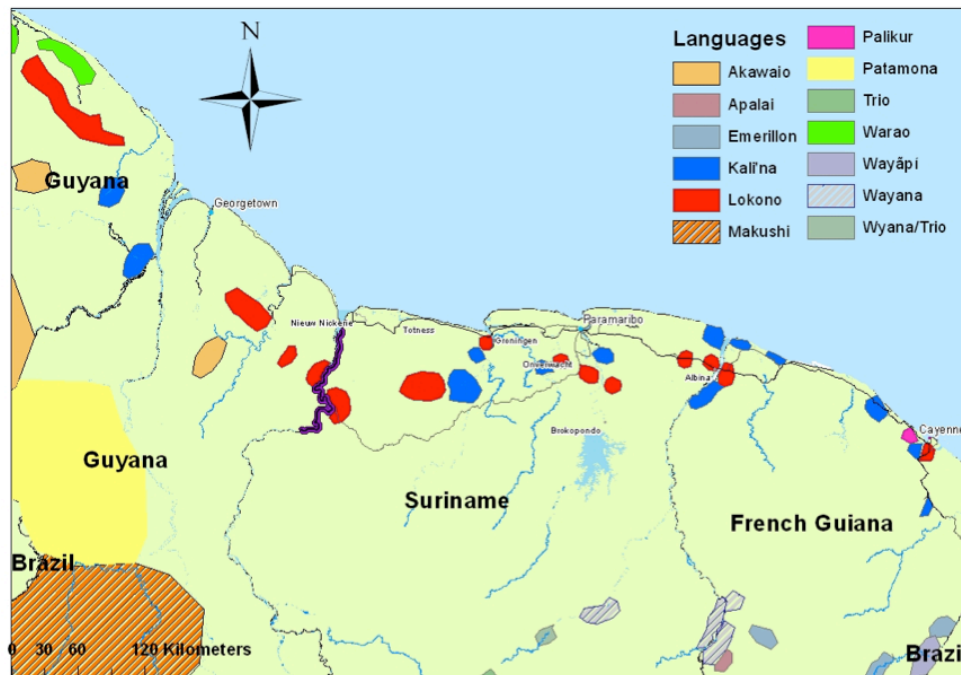 N
Languages
Akawaio
Apalai
Emerillon
Kali'na
Lokono
Makushi
Palikur
Patamona
Trio
Warao
Wayãpi
Wayana
Wyana/Trio
Guyana
Georgetown
Nieuw Nickerie
Totness
Groningen
Paramaribo
Onverwacht
Albina
Cayenne
Brokopondo
Guyana
Suriname
French Guiana
Brazil
Brazil
0 30 60 120 Kilometers